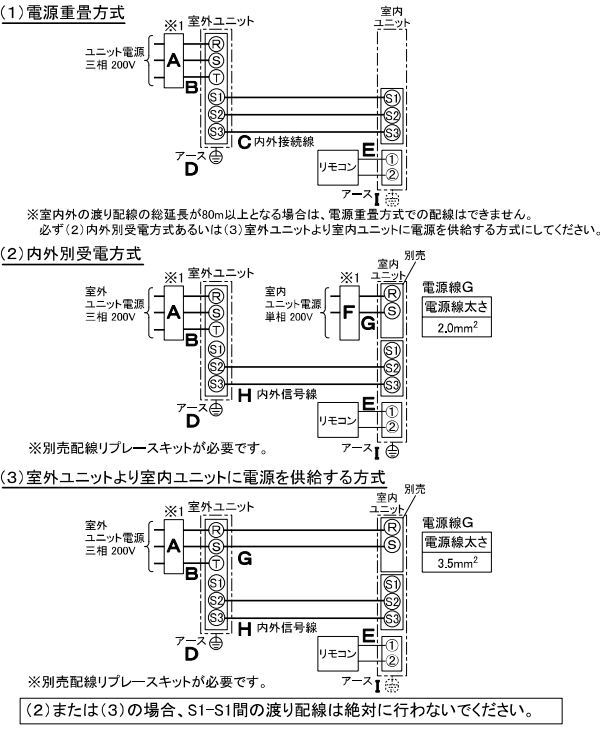 (1)電源重畳方式
※1
室外ユニット
室内
ユニット
ユニット電源
三相 200V
A
B
R
S
T
S1
S2
S3
S1
S2
S3
C 内外接続線
アース
D
リモコン
E
①
②
アース I
※室内外の渡り配線の総延長が80m以上となる場合は、電源重畳方式での配線はできません。
必ず(2)内外別受電方式あるいは(3)室外ユニットより室内ユニットに電源を供給する方式にしてください。
(2)内外別受電方式
※1
室外ユニット
※1
室内
ユニット
別売
室外
ユニット電源
三相 200V
A
B
R
S
T
S1
S2
S3
室内
ユニット電源
単相 200V
F
G
R
S
S1
S2
S3
電源線G
電源線太さ
2.0mm²
H 内外信号線
アース
D
リモコン
E
①
②
アース I
※別売配線リプレースキットが必要です。
(3)室外ユニットより室内ユニットに電源を供給する方式
※1
室外ユニット
室内
ユニット
別売
室外
ユニット電源
三相 200V
A
B
R
S
T
S1
S2
S3
G
R
S
S1
S2
S3
電源線G
電源線太さ
3.5mm²
H 内外信号線
アース
D
リモコン
E
①
②
アース I
※別売配線リプレースキットが必要です。
(2)または(3)の場合、S1-S1間の渡り配線は絶対に行わないでください。